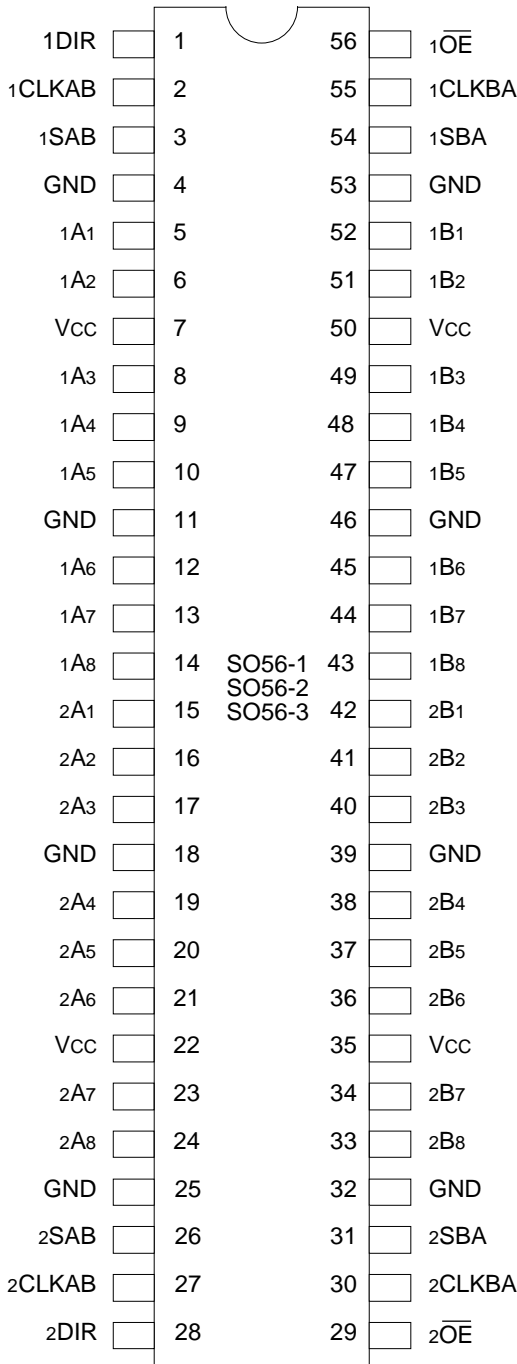 1DIR 1 56 1O̅E̅
1CLKAB 2 55 1CLKBA
1SAB 3 54 1SBA
GND 4 53 GND
1A1 5 52 1B1
1A2 6 51 1B2
VCC 7 50 VCC
1A3 8 49 1B3
1A4 9 48 1B4
1A5 10 47 1B5
GND 11 46 GND
1A6 12 45 1B6
1A7 13 44 1B7
1A8 14 SO56-1 43 1B8
SO56-2
2A1 15 SO56-3 42 2B1
2A2 16 41 2B2
2A3 17 40 2B3
GND 18 39 GND
2A4 19 38 2B4
2A5 20 37 2B5
2A6 21 36 2B6
VCC 22 35 VCC
2A7 23 34 2B7
2A8 24 33 2B8
GND 25 32 GND
2SAB 26 31 2SBA
2CLKAB 27 30 2CLKBA
2DIR 28 29 2O̅E̅